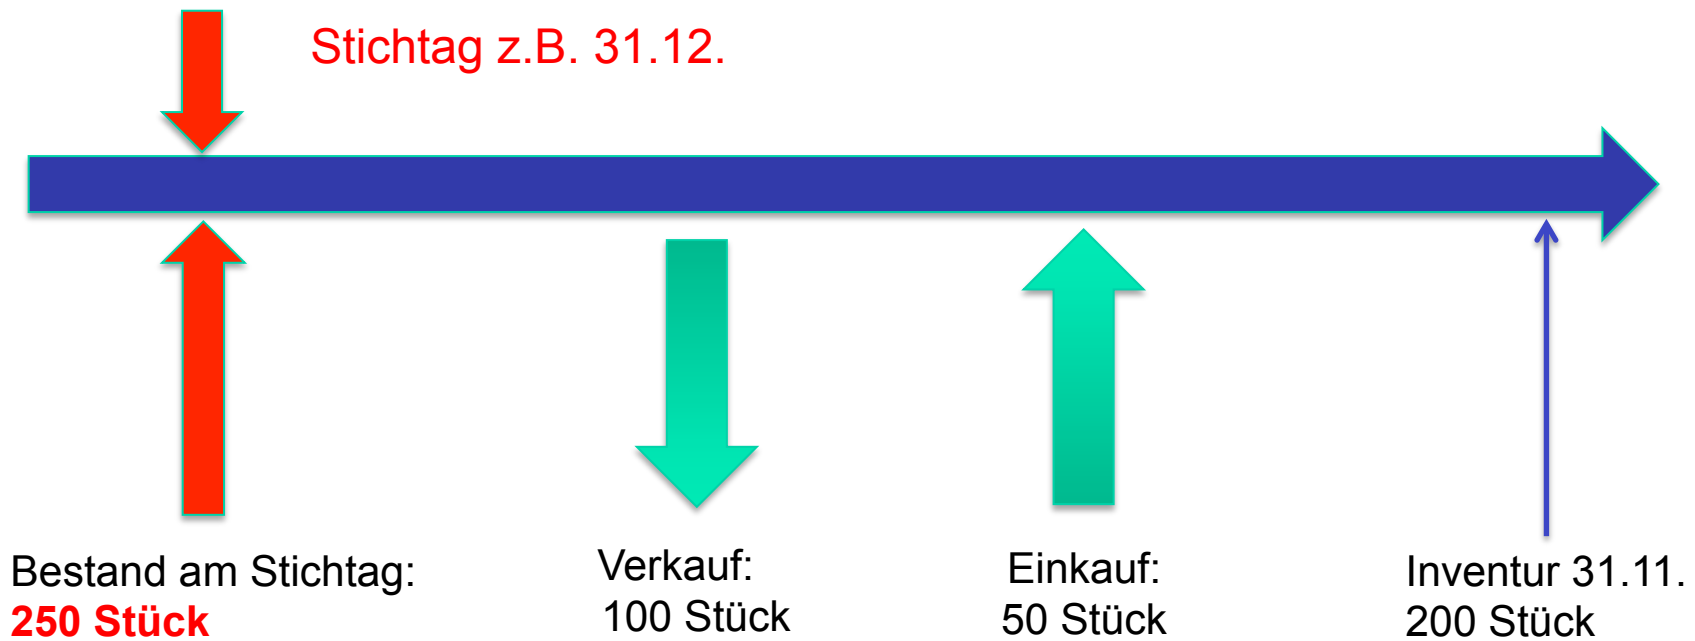 Stichtag z.B. 31.12.
Bestand am Stichtag:
250 Stück
Verkauf:
100 Stück
Einkauf:
50 Stück
Inventur 31.11.
200 Stück